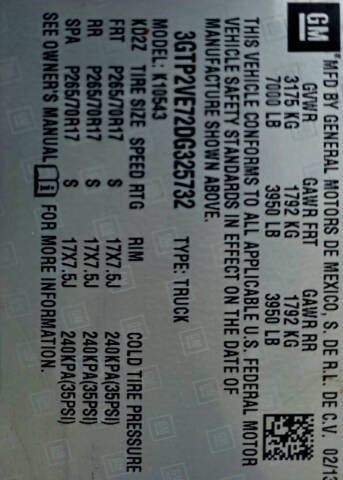 GM
MFD BY GENERAL MOTORS DE MEXICO, S. DE R.L. DE C.V. 02/13
GVWR GAWR FRT GAWR RR
3175 KG 1792 KG 1792 KG
7000 LB 3950 LB 3950 LB
THIS VEHICLE CONFORMS TO ALL APPLICABLE U.S. FEDERAL MOTOR
VEHICLE SAFETY STANDARDS IN EFFECT ON THE DATE OF
MANUFACTURE SHOWN ABOVE.
3GTP2VE72DG325732 TYPE: TRUCK
MODEL: K10543
KD2Z TIRE SIZE SPEED RTG RIM COLD TIRE PRESSURE
FRT P265/70R17 S 17X7.5J 240KPA(35PSI)
RR P265/70R17 S 17X7.5J 240KPA(35PSI)
SPA P265/70R17 S 17X7.5J 240KPA(35PSI)
SEE OWNER'S MANUAL FOR MORE INFORMATION.